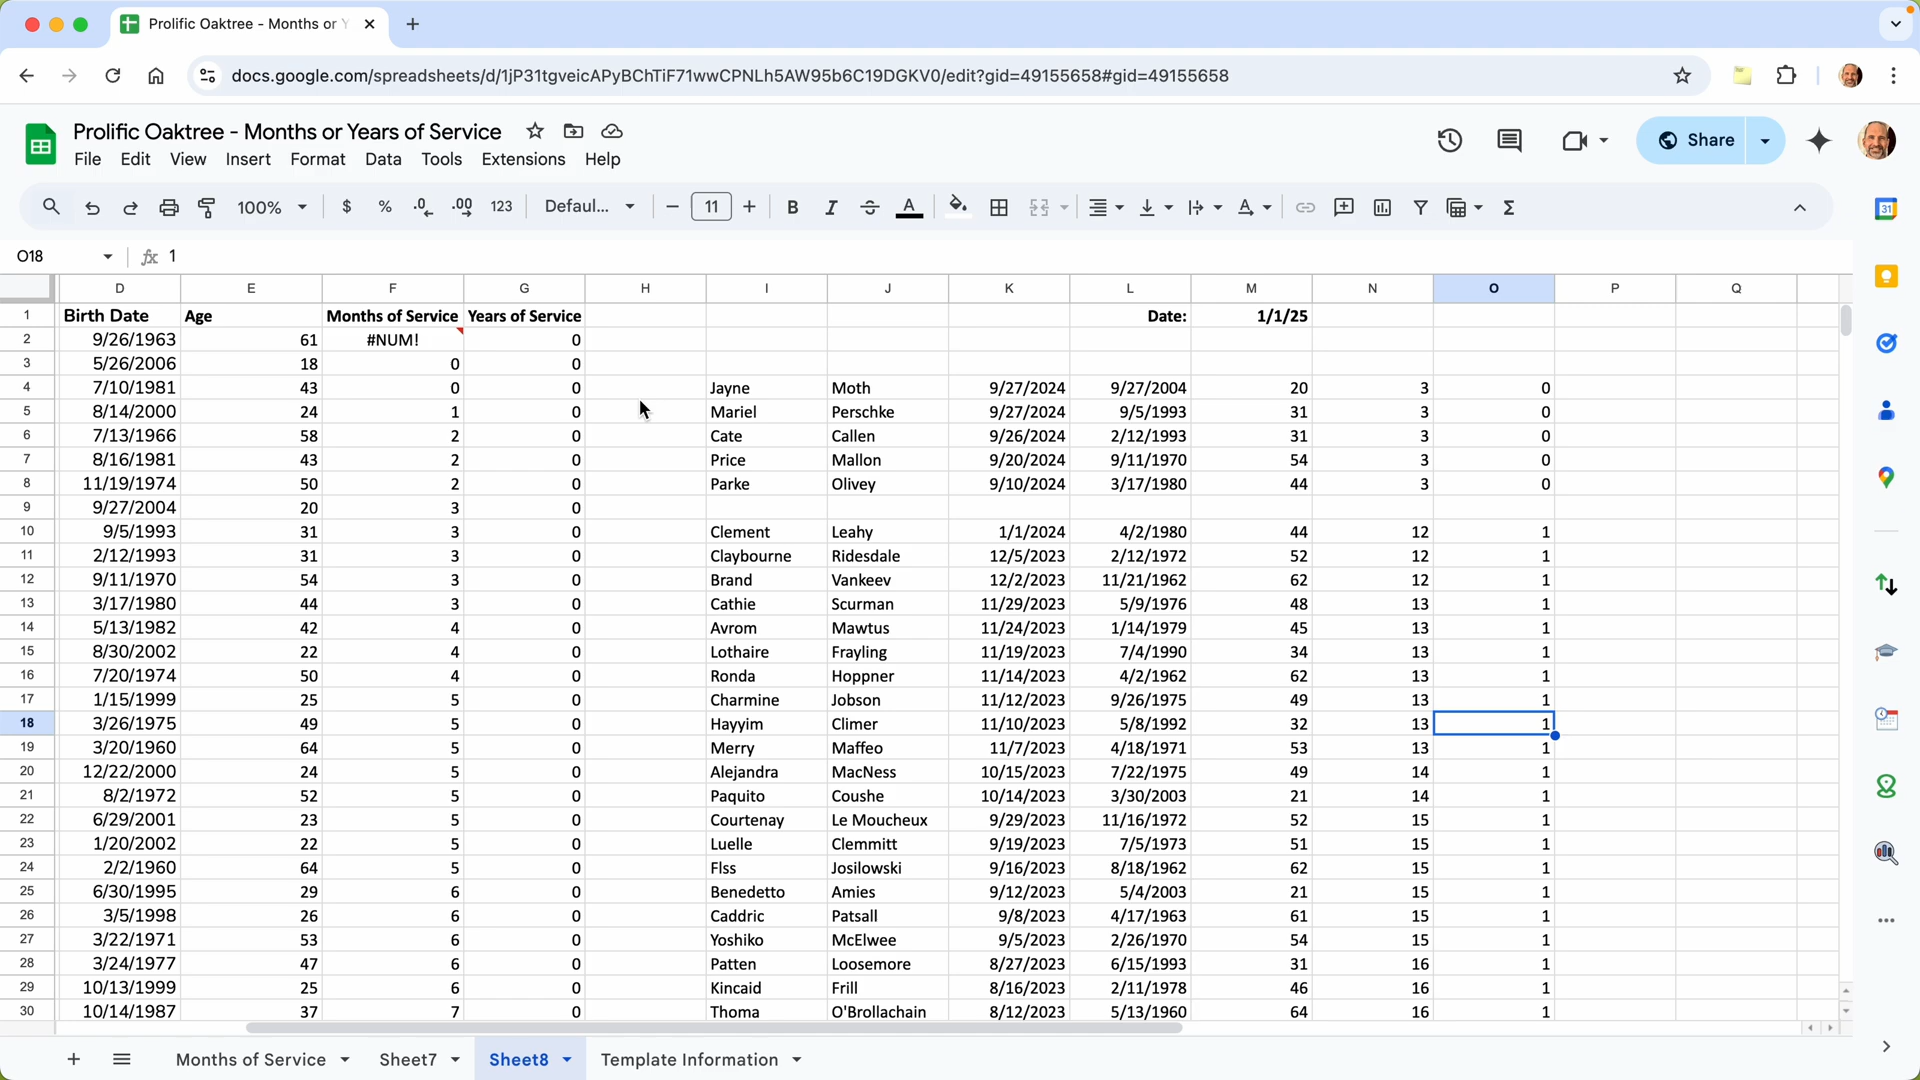 Prolific Oaktree - Months or Y
docs.google.com/spreadsheets/d/1jP31tgveicAPyBChTiF71wwCPNLh5AW95b6C19DGKV0/edit?gid=49155658#gid=49155658
Prolific Oaktree - Months or Years of Service
Share
File Edit View Insert Format Data Tools Extensions Help
100% $ % .0 .00 123 Defaul... 11 B I A Σ
31
O18 fx 1
D E F G H I J K L M N O P Q
1 Birth Date Age Months of Service Years of Service Date: 1/1/25
2 9/26/1963 61 #NUM! 0
3 5/26/2006 18 0 0
4 7/10/1981 43 0 0 Jayne Moth 9/27/2024 9/27/2004 20 3 0
5 8/14/2000 24 1 0 Mariel Perschke 9/27/2024 9/5/1993 31 3 0
6 7/13/1966 58 2 0 Cate Callen 9/26/2024 2/12/1993 31 3 0
7 8/16/1981 43 2 0 Price Mallon 9/20/2024 9/11/1970 54 3 0
8 11/19/1974 50 2 0 Parke Olivey 9/10/2024 3/17/1980 44 3 0
9 9/27/2004 20 3 0
10 9/5/1993 31 3 0 Clement Leahy 1/1/2024 4/2/1980 44 12 1
11 2/12/1993 31 3 0 Claybourne Ridesdale 12/5/2023 2/12/1972 52 12 1
12 9/11/1970 54 3 0 Brand Vankeev 12/2/2023 11/21/1962 62 12 1
13 3/17/1980 44 3 0 Cathie Scurman 11/29/2023 5/9/1976 48 13 1
14 5/13/1982 42 4 0 Avrom Mawtus 11/24/2023 1/14/1979 45 13 1
15 8/30/2002 22 4 0 Lothaire Frayling 11/19/2023 7/4/1990 34 13 1
16 7/20/1974 50 4 0 Ronda Hoppner 11/14/2023 4/2/1962 62 13 1
17 1/15/1999 25 5 0 Charmine Jobson 11/12/2023 9/26/1975 49 13 1
18 3/26/1975 49 5 0 Hayyim Climer 11/10/2023 5/8/1992 32 13 1
19 3/20/1960 64 5 0 Merry Maffeo 11/7/2023 4/18/1971 53 13 1
20 12/22/2000 24 5 0 Alejandra MacNess 10/15/2023 7/22/1975 49 14 1
21 8/2/1972 52 5 0 Paquito Coushe 10/14/2023 3/30/2003 21 14 1
22 6/29/2001 23 5 0 Courtenay Le Moucheux 9/29/2023 11/16/1972 52 15 1
23 1/20/2002 22 5 0 Luelle Clemmitt 9/19/2023 7/5/1973 51 15 1
24 2/2/1960 64 5 0 Flss Josilowski 9/16/2023 8/18/1962 62 15 1
25 6/30/1995 29 6 0 Benedetto Amies 9/12/2023 5/4/2003 21 15 1
26 3/5/1998 26 6 0 Caddric Patsall 9/8/2023 4/17/1963 61 15 1
27 3/22/1971 53 6 0 Yoshiko McElwee 9/5/2023 2/26/1970 54 15 1
28 3/24/1977 47 6 0 Patten Loosemore 8/27/2023 6/15/1993 31 16 1
29 10/13/1999 25 6 0 Kincaid Frill 8/16/2023 2/11/1978 46 16 1
30 10/14/1987 37 7 0 Thoma O'Brollachain 8/12/2023 5/13/1960 64 16 1
Months of Service Sheet7 Sheet8 Template Information